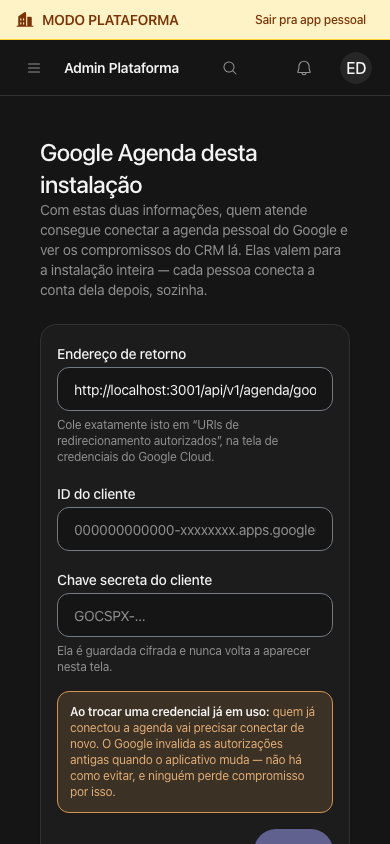 MODO PLATAFORMA
Sair pra app pessoal
Admin Plataforma
ED
Google Agenda desta
instalação
Com estas duas informações, quem atende
consegue conectar a agenda pessoal do Google e
ver os compromissos do CRM lá. Elas valem para
a instalação inteira — cada pessoa conecta a
conta dela depois, sozinha.
Endereço de retorno
http://localhost:3001/api/v1/agenda/goo
Cole exatamente isto em “URIs de
redirecionamento autorizados”, na tela de
credenciais do Google Cloud.
ID do cliente
000000000000-xxxxxxxx.apps.google
Chave secreta do cliente
GOCSPX-...
Ela é guardada cifrada e nunca volta a aparecer
nesta tela.
Ao trocar uma credencial já em uso: quem já
conectou a agenda vai precisar conectar de
novo. O Google invalida as autorizações
antigas quando o aplicativo muda — não há
como evitar, e ninguém perde compromisso
por isso.